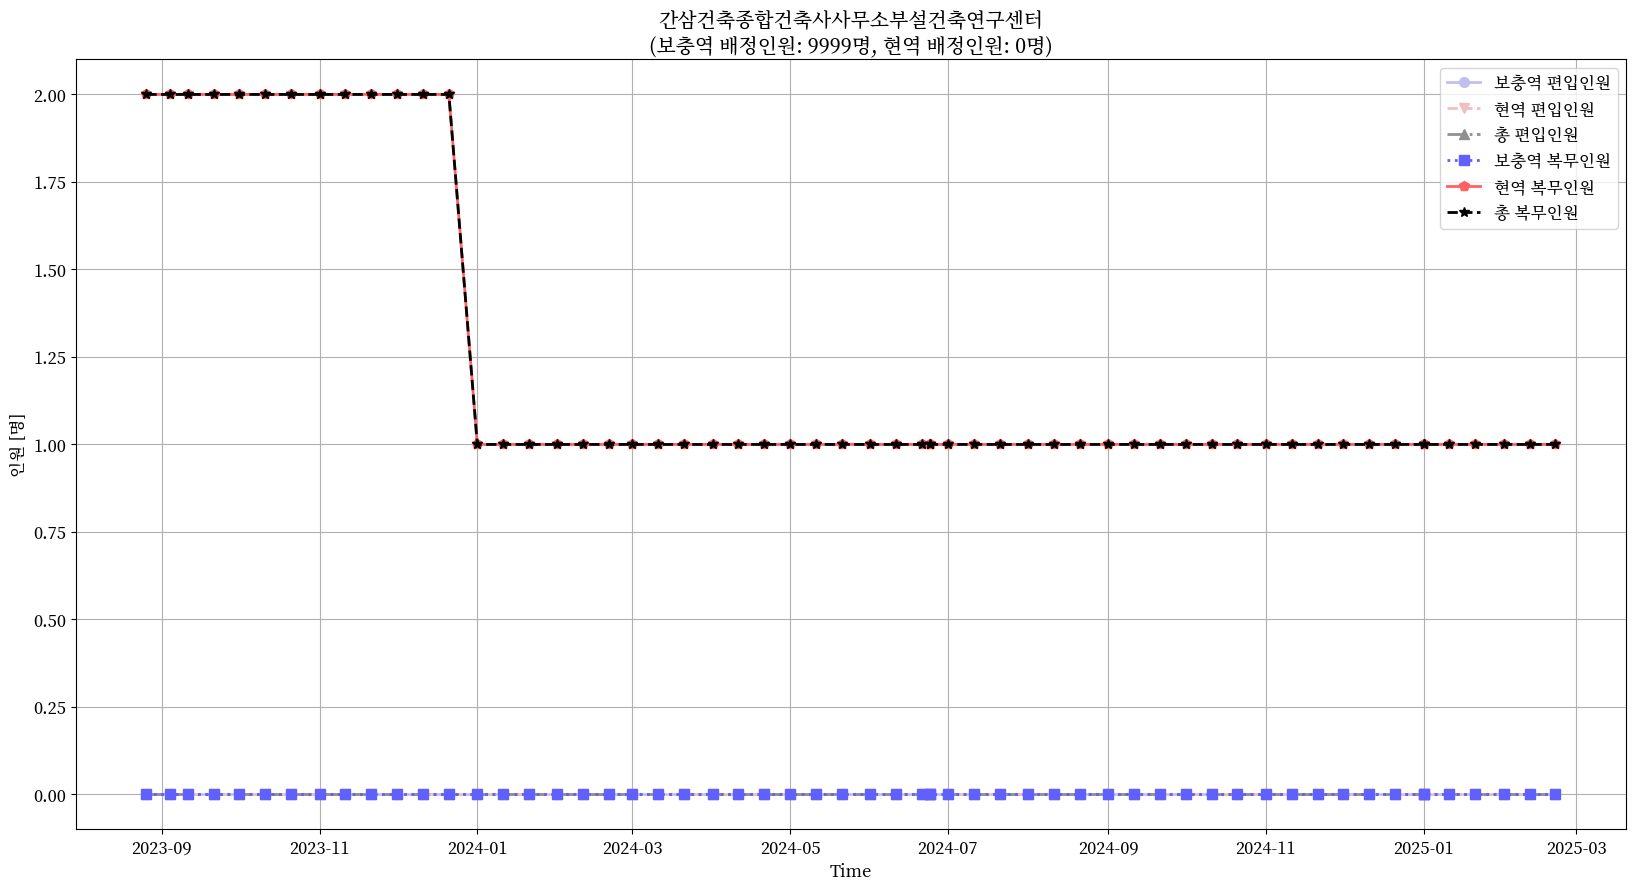 간삼건축종합건축사사무소부설건축연구센터
(보충역 배정인원: 9999명, 현역 배정인원: 0명)
보충역 편입인원
현역 편입인원
총 편입인원
보충역 복무인원
현역 복무인원
총 복무인원
2.00
1.75
1.50
1.25
1.00
0.75
0.50
0.25
0.00
인원 [명]
2023-09 2023-11 2024-01 2024-03 2024-05 2024-07 2024-09 2024-11 2025-01 2025-03
Time